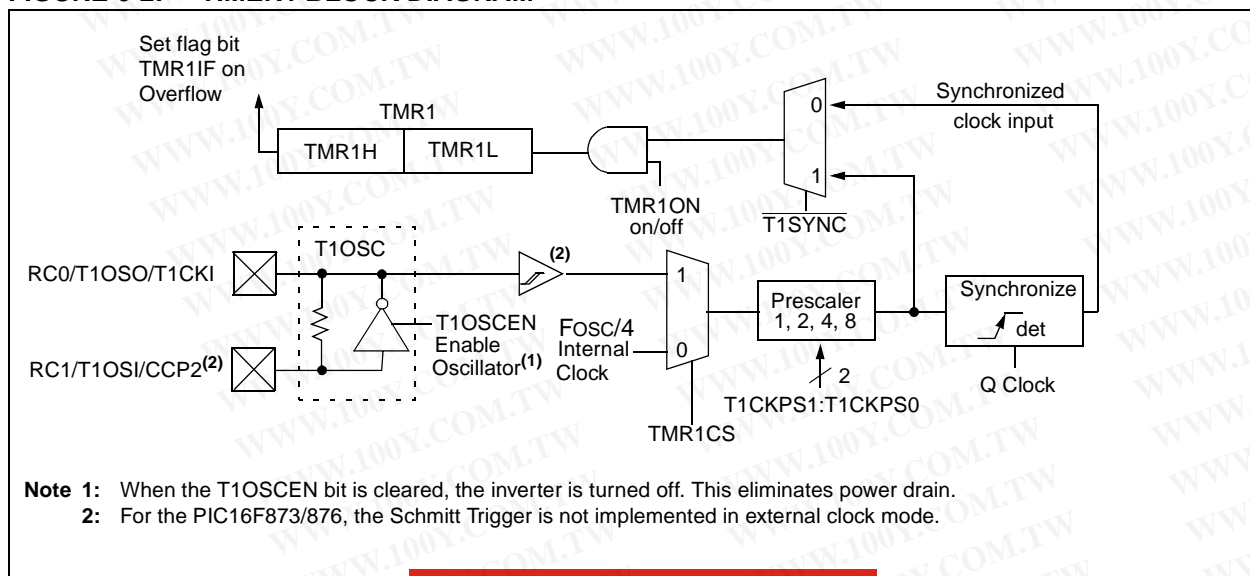 Set flag bit
TMR1IF on
Overflow
TMR1
TMR1H
TMR1L
TMR1ON
on/off
0
1
T1SYNC
Synchronized
clock input
RC0/T1OSO/T1CKI
RC1/T1OSI/CCP2(2)
T1OSC
T1OSCEN
Enable
Oscillator(1)
(2)
FOSC/4
Internal
Clock
1
0
TMR1CS
Prescaler
1, 2, 4, 8
2
T1CKPS1:T1CKPS0
Synchronize
det
Q Clock
Note 1: When the T1OSCEN bit is cleared, the inverter is turned off. This eliminates power drain.
2: For the PIC16F873/876, the Schmitt Trigger is not implemented in external clock mode.
WWW.100Y.COM.TW